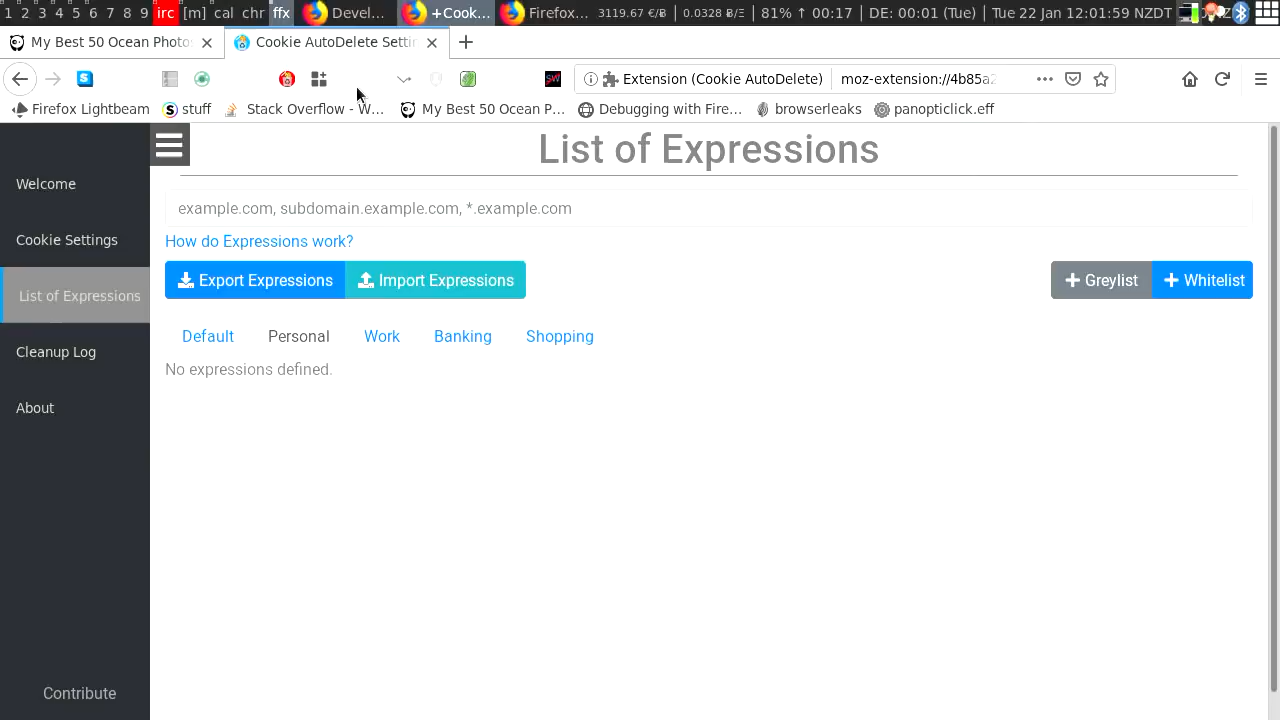 1 2 3 4 5 6 7 8 9 irc [m] cal chr ffx Devel... +Cook... Firefox... 3119.67 €/Ƀ | 0.0328 Ƀ/Ξ | 81% ↑ 00:17 | DE: 00:01 (Tue) | Tue 22 Jan 12:01:59 NZDT
My Best 50 Ocean Photo
Cookie AutoDelete Settin
Extension (Cookie AutoDelete) moz-extension://4b85a2
Firefox Lightbeam stuff Stack Overflow - W... My Best 50 Ocean P... Debugging with Fire... browserleaks panopticlick.eff
List of Expressions
Welcome
Cookie Settings
List of Expressions
Cleanup Log
About
Contribute
example.com, subdomain.example.com, *.example.com
How do Expressions work?
Export Expressions Import Expressions + Greylist + Whitelist
Default Personal Work Banking Shopping
No expressions defined.